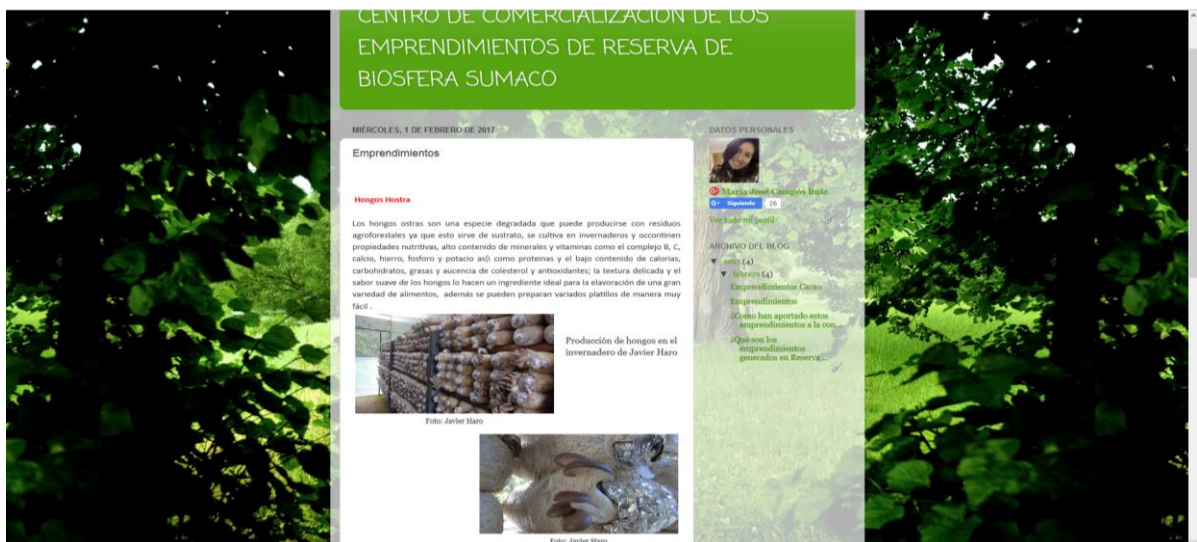 CENTRO DE COMERCIALIZACIÓN DE LOS
EMPRENDIMIENTOS DE RESERVA DE
BIOSFERA SUMACO
MIÉRCOLES, 1 DE FEBRERO DE 2017
Emprendimientos
Hongos Hostra
Los hongos ostras son una especie degradada que puede producirse con residuos
agroforestales ya que esto sirve de sustrato, se cultiva en invernaderos y occontinen
propiedades nutritivas, alto contenido de minerales y vitaminas como el complejo B, C,
calcio, hierro, fosforo y potacio as(i como proteinas y el bajo contenido de calorias,
carbohidratos, grasas y aucencia de colesterol y antioxidantes; la textura delicada y el
sabor suave de los hongos lo hacen un ingrediente ideal para la elavoración de una gran
variedad de alimentos, además se pueden preparan variados platillos de manera muy
fácil .
Producción de hongos en el
invernadero de Javier Haro
Foto: Javier Haro
Foto: Javier Haro
DATOS PERSONALES
G+ María José Campos Ruiz
G+ Siguiendo 26
Ver todo mi perfil
ARCHIVO DEL BLOG
▼ 2017 (4)
▼ febrero (4)
Emprendimientos Cacao
Emprendimientos
¿Como han aportado estos
emprendimientos a la con...
¿Qué son los
emprendimientos
generados en Reserva ...